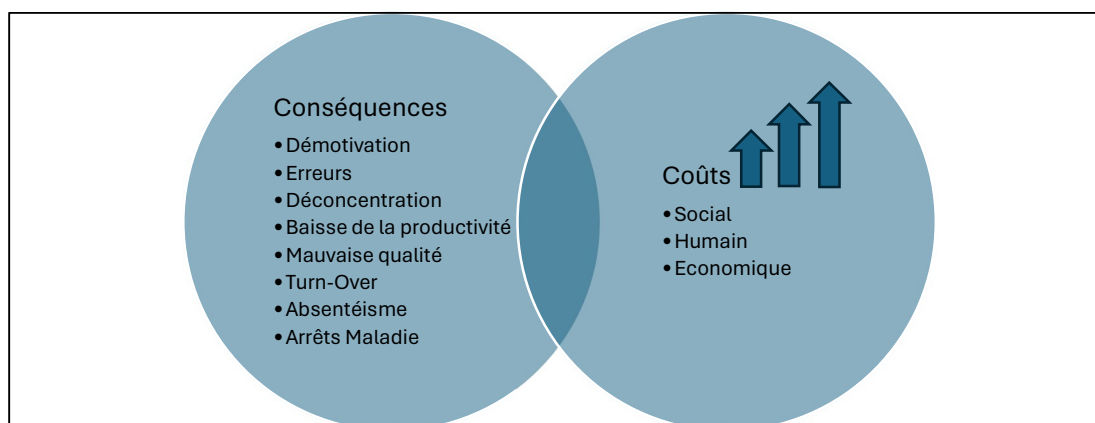 Conséquences
• Démotivation
• Erreurs
• Déconcentration
• Baisse de la productivité
• Mauvaise qualité
• Turn-Over
• Absentéisme
• Arrêts Maladie
Coûts
• Social
• Humain
• Economique